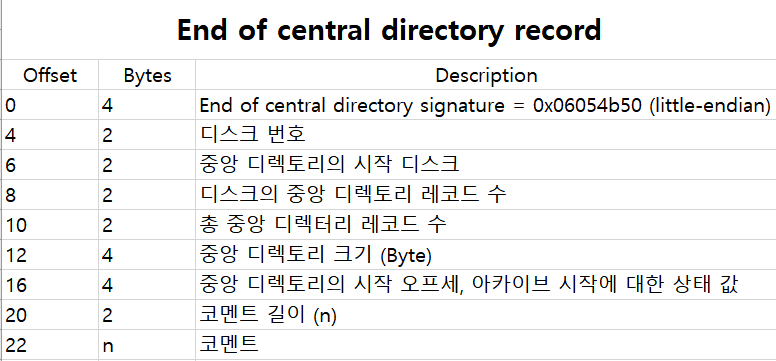 End of central directory record
Offset Bytes Description
0 4 End of central directory signature = 0x06054b50 (little-endian)
4 2 디스크 번호
6 2 중앙 디렉토리의 시작 디스크
8 2 디스크의 중앙 디렉토리 레코드 수
10 2 총 중앙 디렉터리 레코드 수
12 4 중앙 디렉토리 크기 (Byte)
16 4 중앙 디렉토리의 시작 오프세, 아카이브 시작에 대한 상태 값
20 2 코멘트 길이 (n)
22 n 코멘트